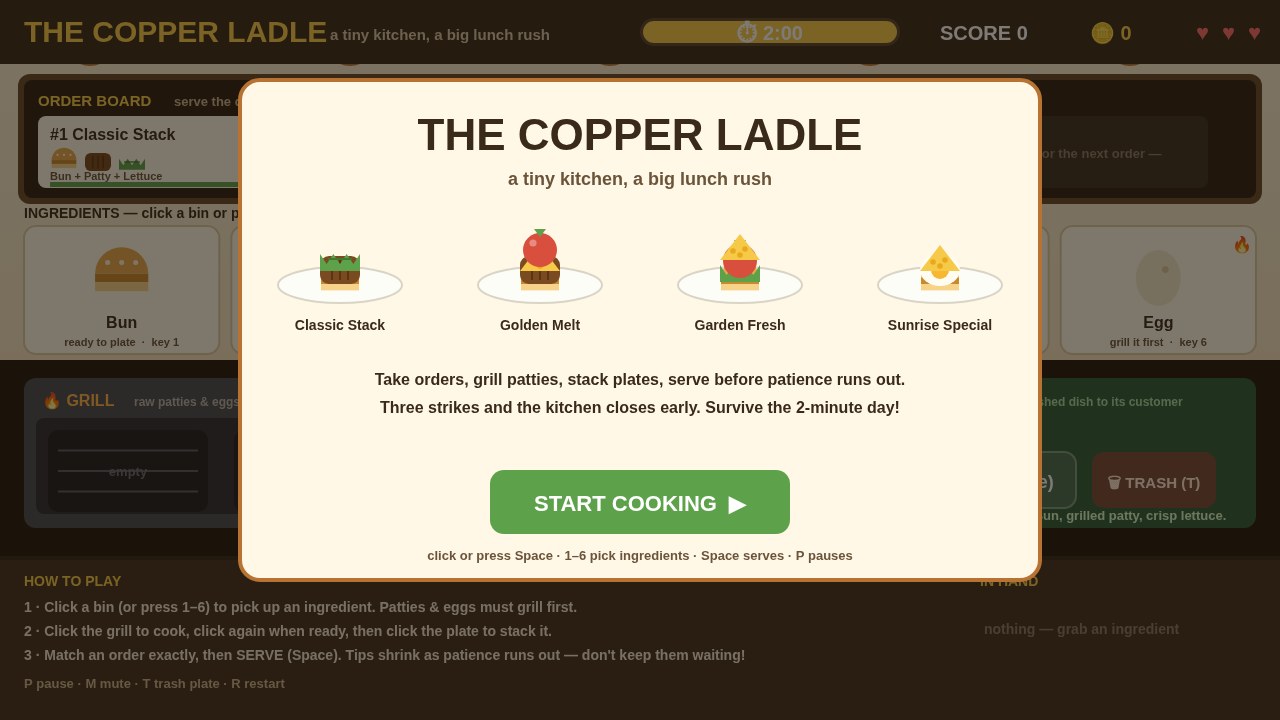 THE COPPER LADLE a tiny kitchen, a big lunch rush
2:00
SCORE 0
0
ORDER BOARD serve the
#1 Classic Stack
Bun + Patty + Lettuce
or the next order —
INGREDIENTS — click a bin or
Bun
ready to plate · key 1
Egg
grill it first · key 6
GRILL raw patties & eggs
empty
dish to its customer
TRASH (T)
grilled patty, crisp lettuce.
THE COPPER LADLE
a tiny kitchen, a big lunch rush
Classic Stack
Golden Melt
Garden Fresh
Sunrise Special
Take orders, grill patties, stack plates, serve before patience runs out.
Three strikes and the kitchen closes early. Survive the 2-minute day!
START COOKING ▶
click or press Space · 1–6 pick ingredients · Space serves · P pauses
HOW TO PLAY
1 · Click a bin (or press 1–6) to pick up an ingredient. Patties & eggs must grill first.
2 · Click the grill to cook, click again when ready, then click the plate to stack it.
3 · Match an order exactly, then SERVE (Space). Tips shrink as patience runs out — don't keep them waiting!
P pause · M mute · T trash plate · R restart
IN HAND
nothing — grab an ingredient